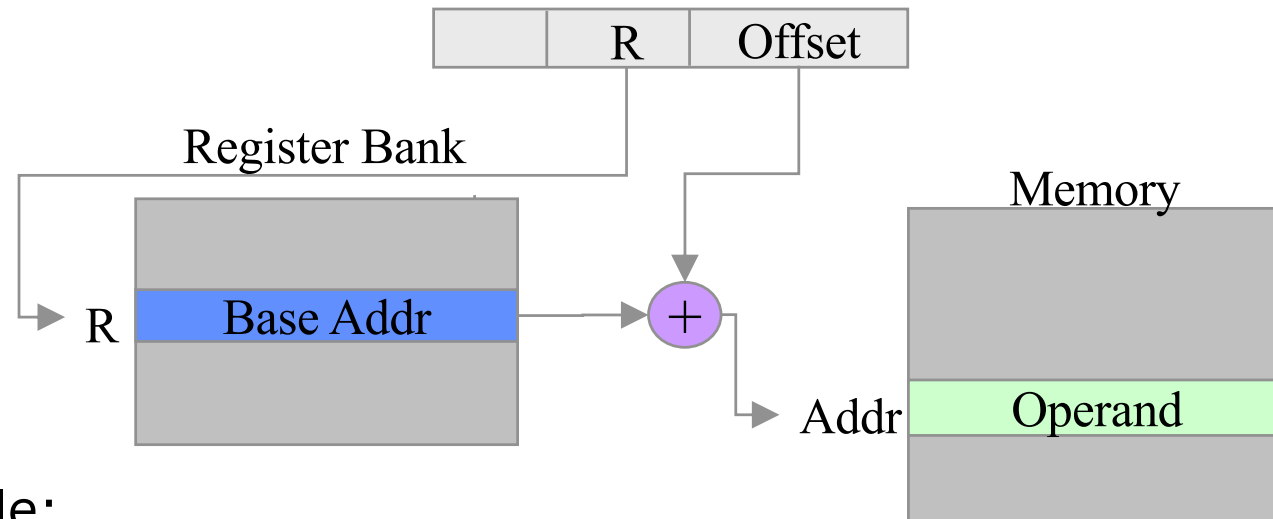 R Offset
Register Bank
Memory
R Base Addr +
Addr Operand